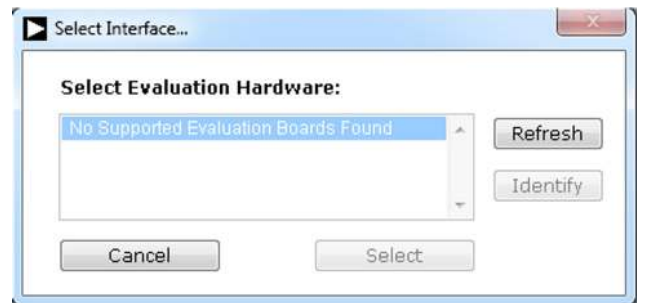 Select Interface...
Select Evaluation Hardware:
No Supported Evaluation Boards Found
Refresh
Identify
Cancel
Select